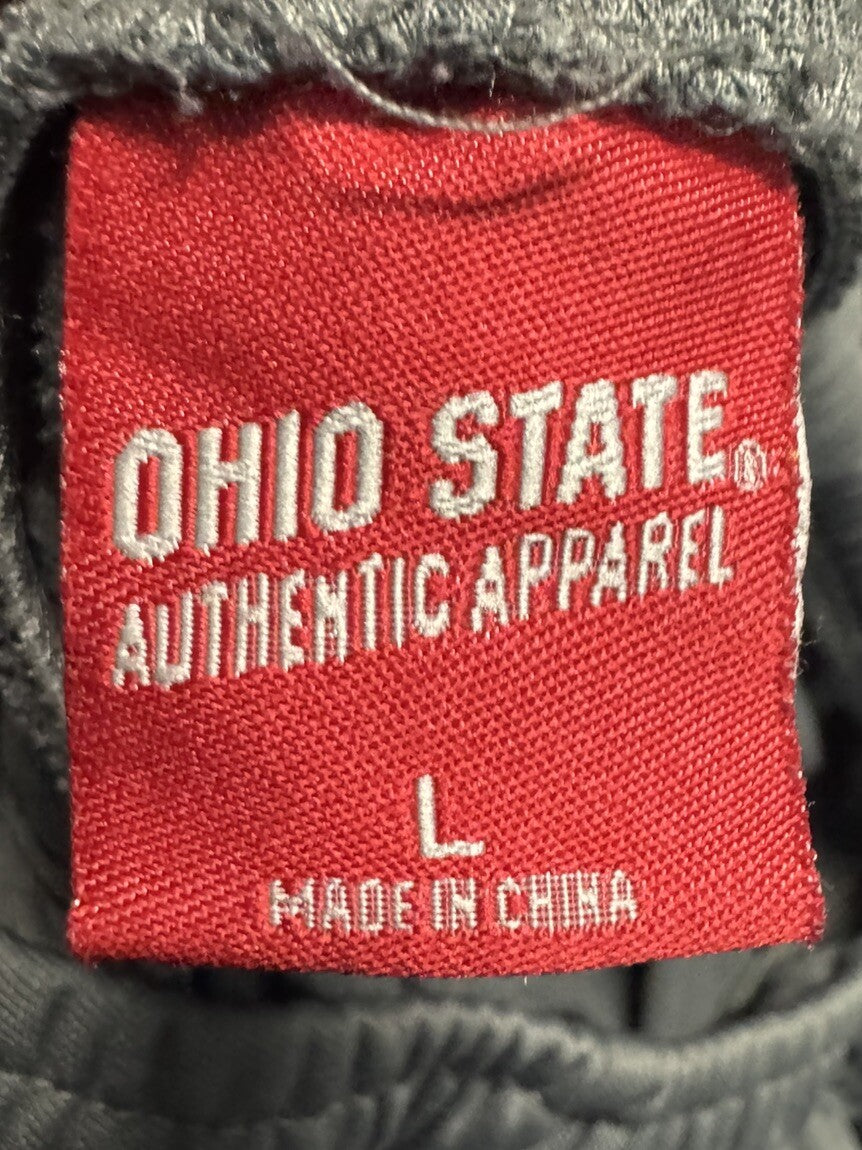 OHIO STATE®
AUTHENTIC APPAREL
L
MADE IN CHINA